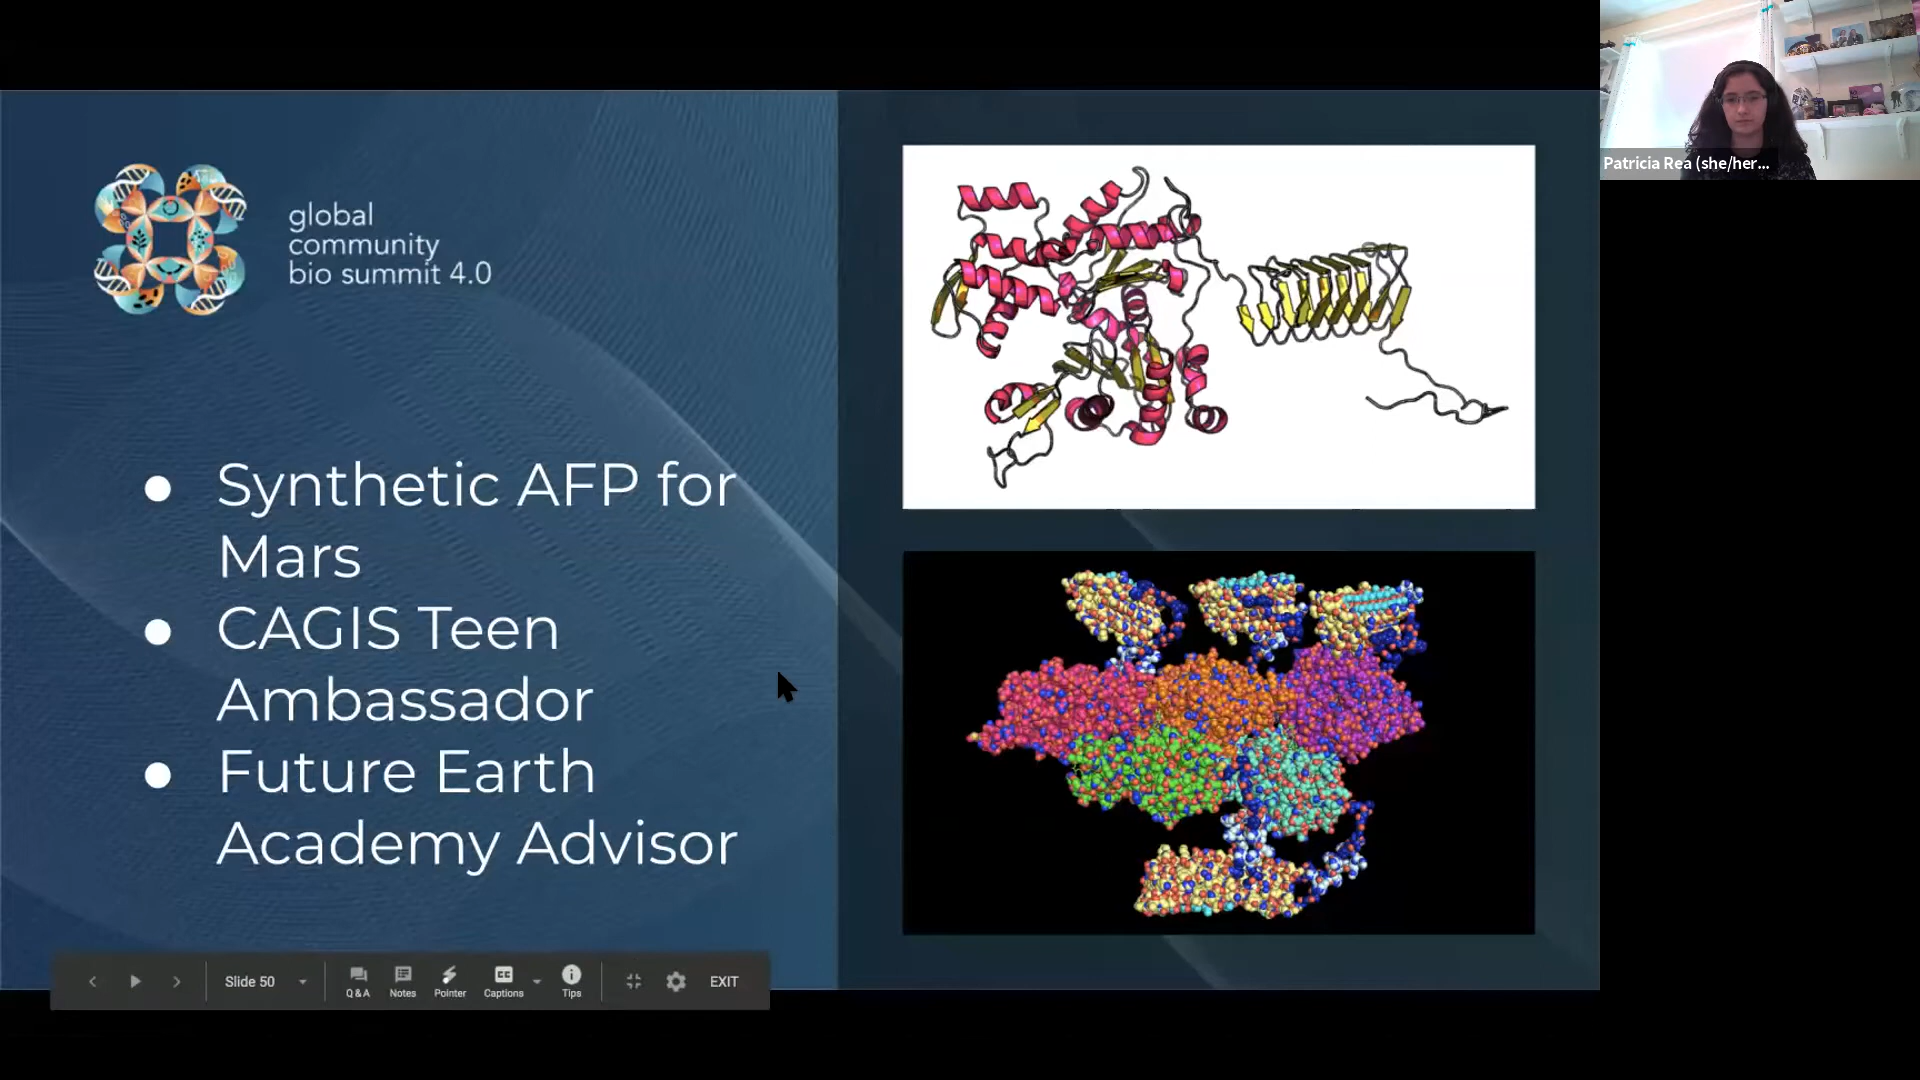 Patricia Rea (she/her...
global
community
bio summit 4.0
● Synthetic AFP for
Mars
● CAGIS Teen
Ambassador
● Future Earth
Academy Advisor
Slide 50
Q&A
Notes
Pointer
CC
Captions
Tips
EXIT